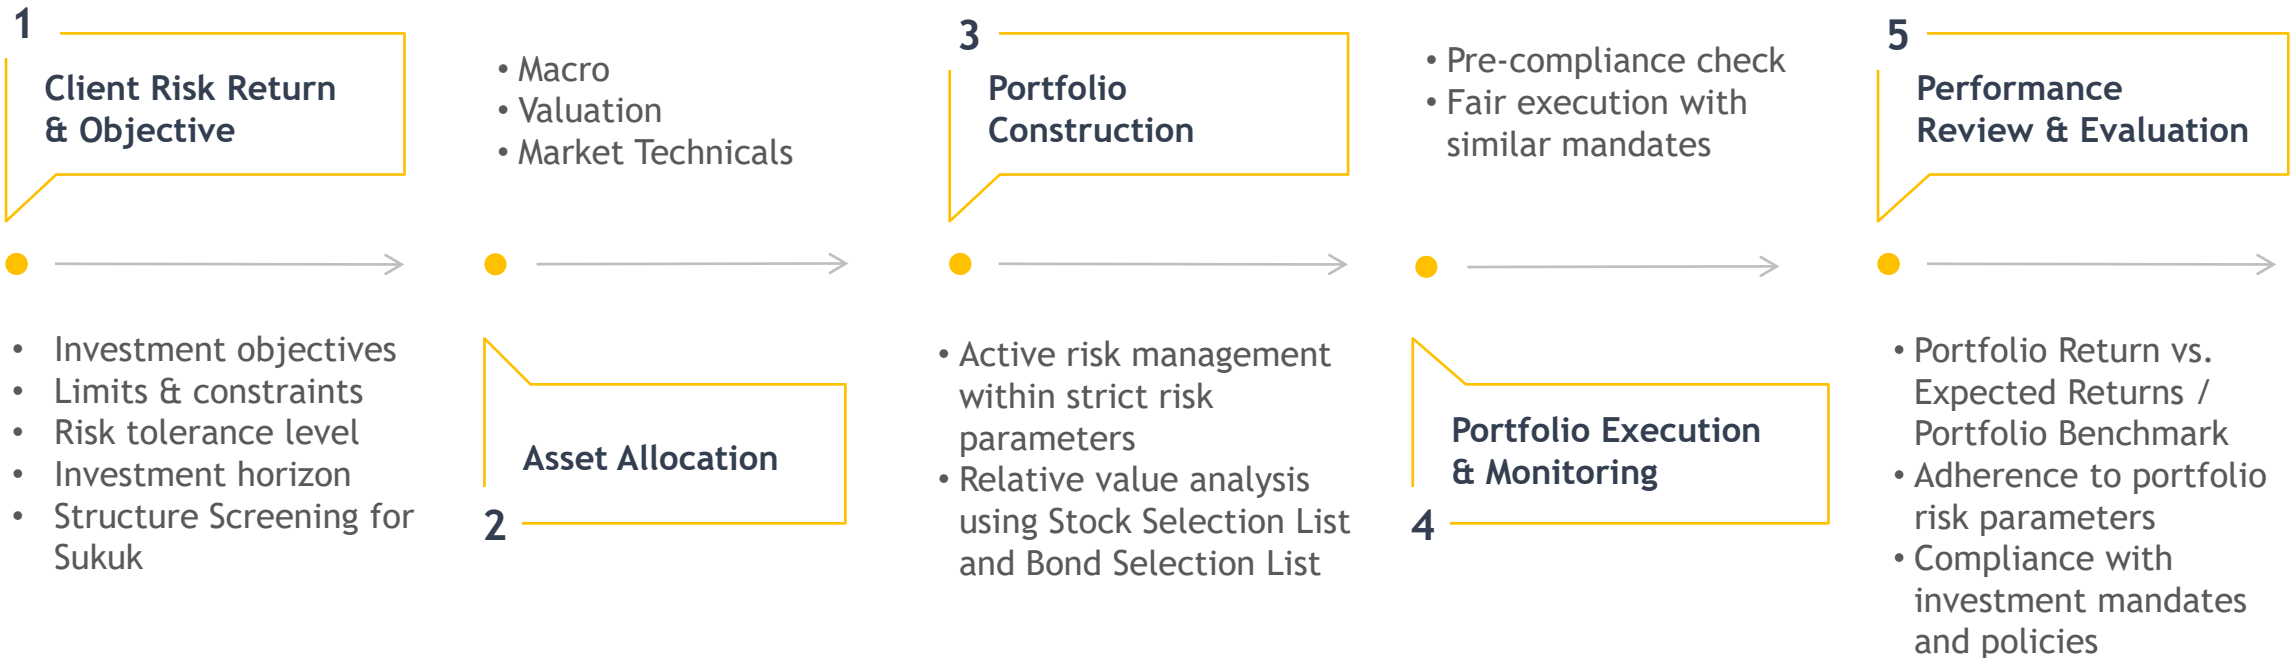 1
Client Risk Return
& Objective
• Investment objectives
• Limits & constraints
• Risk tolerance level
• Investment horizon
• Structure Screening for
Sukuk
• Macro
• Valuation
• Market Technicals
Asset Allocation
2
3
Portfolio
Construction
• Active risk management
within strict risk
parameters
• Relative value analysis
using Stock Selection List
and Bond Selection List
• Pre-compliance check
• Fair execution with
similar mandates
Portfolio Execution
& Monitoring
4
5
Performance
Review & Evaluation
• Portfolio Return vs.
Expected Returns /
Portfolio Benchmark
• Adherence to portfolio
risk parameters
• Compliance with
investment mandates
and policies